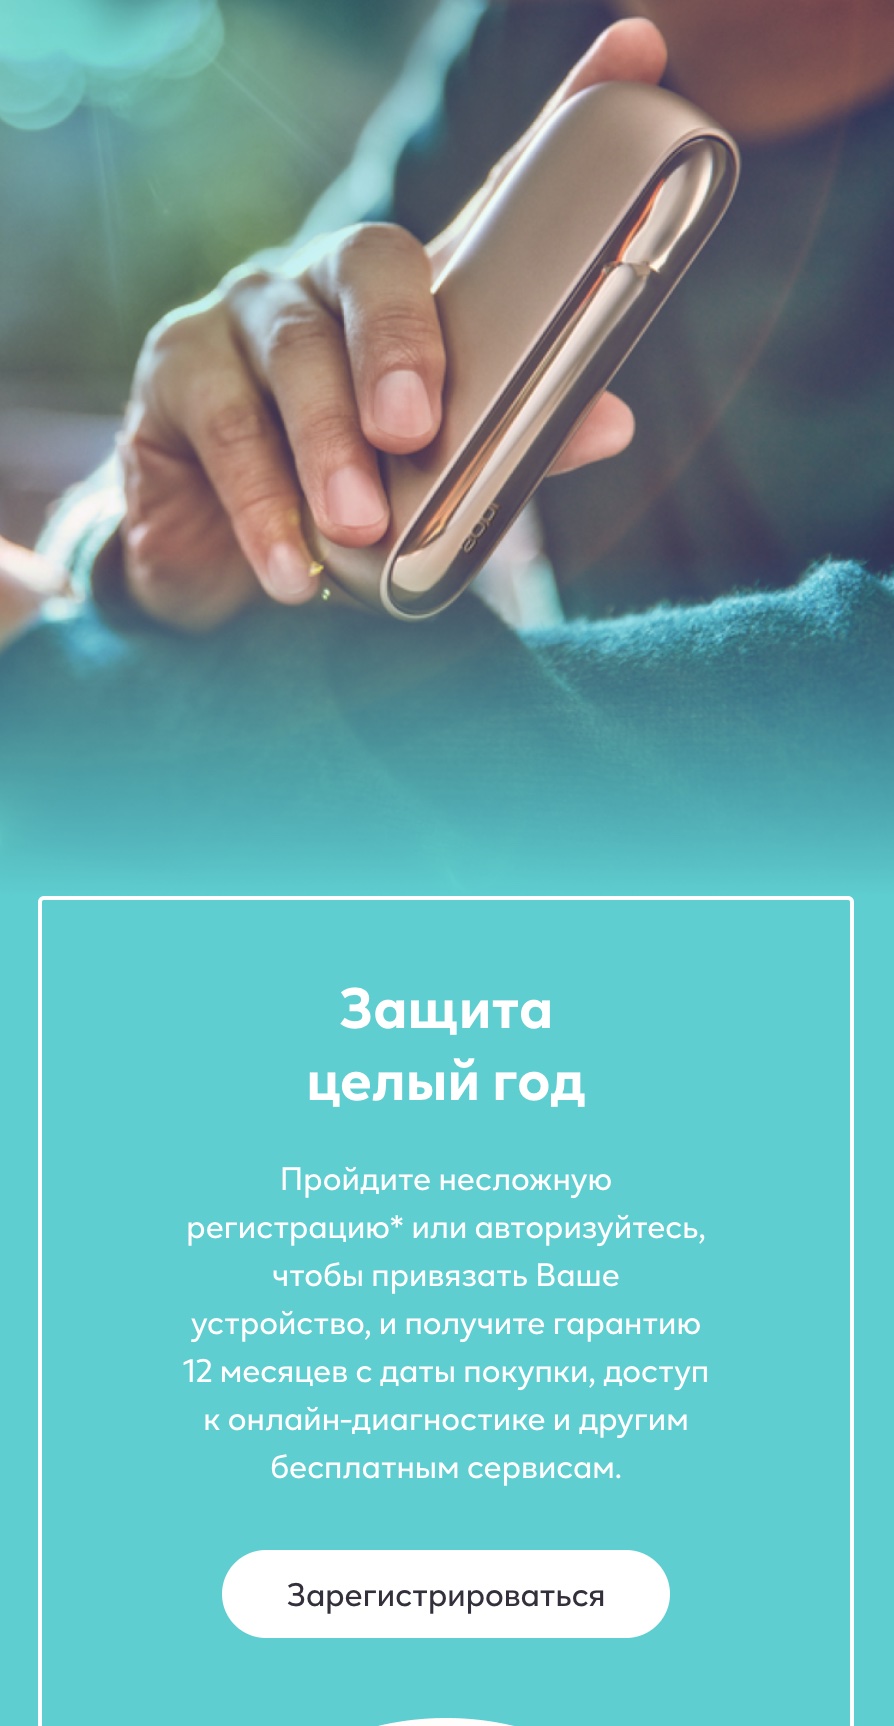 iqos
Защита
целый год
Пройдите несложную
регистрацию* или авторизуйтесь,
чтобы привязать Ваше
устройство, и получите гарантию
12 месяцев с даты покупки, доступ
к онлайн-диагностике и другим
бесплатным сервисам.
Зарегистрироваться